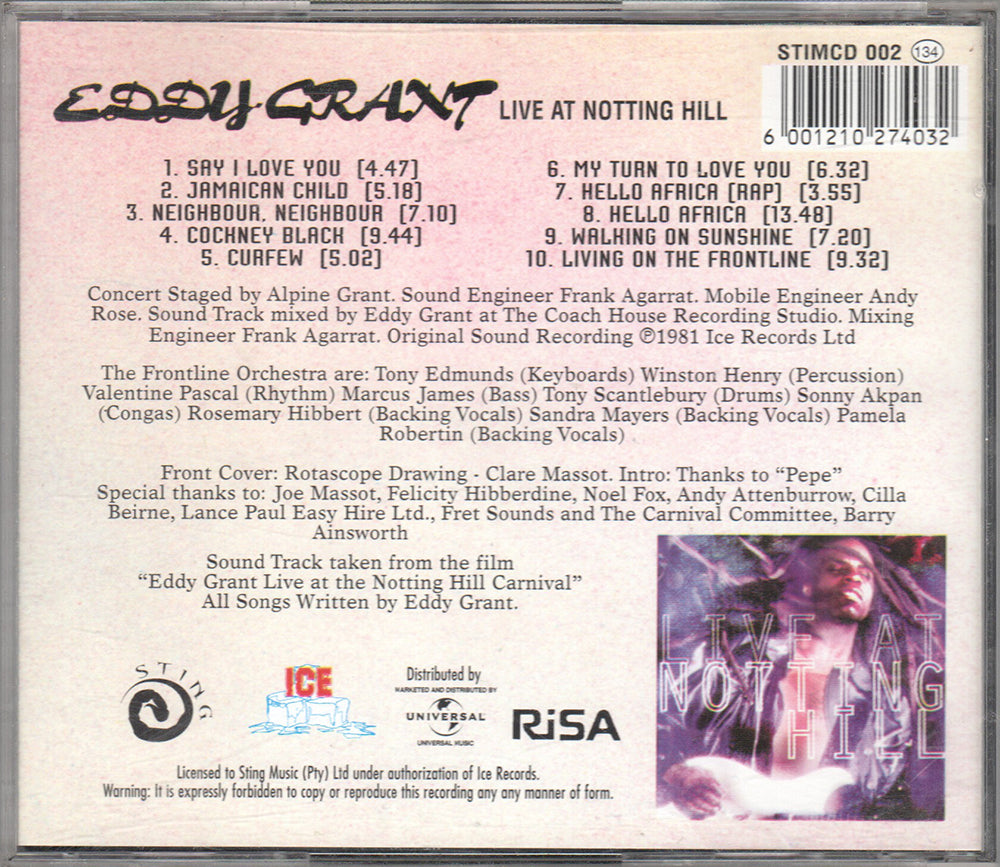 STIMCD 002 134
EDDY GRANT LIVE AT NOTTING HILL
6 001210 274032
1. SAY I LOVE YOU [4.47]
2. JAMAICAN CHILD [5.18]
3. NEIGHBOUR, NEIGHBOUR [7.10]
4. COCKNEY BLACH [9.44]
5. CURFEW [5.02]
6. MY TURN TO LOVE YOU [6.32]
7. HELLO AFRICA [RAP] [3.55]
8. HELLO AFRICA [13.48]
9. WALKING ON SUNSHINE [7.20]
10. LIVING ON THE FRONTLINE [9.32]
Concert Staged by Alpine Grant. Sound Engineer Frank Agarrat. Mobile Engineer Andy
Rose. Sound Track mixed by Eddy Grant at The Coach House Recording Studio. Mixing
Engineer Frank Agarrat. Original Sound Recording ℗1981 Ice Records Ltd
The Frontline Orchestra are: Tony Edmunds (Keyboards) Winston Henry (Percussion)
Valentine Pascal (Rhythm) Marcus James (Bass) Tony Scantlebury (Drums) Sonny Akpan
(Congas) Rosemary Hibbert (Backing Vocals) Sandra Mayers (Backing Vocals) Pamela
Robertin (Backing Vocals)
Front Cover: Rotascope Drawing - Clare Massot. Intro: Thanks to “Pepe”
Special thanks to: Joe Massot, Felicity Hibberdine, Noel Fox, Andy Attenburrow, Cilla
Beirne, Lance Paul Easy Hire Ltd., Fret Sounds and The Carnival Committee, Barry
Ainsworth
Sound Track taken from the film
“Eddy Grant Live at the Notting Hill Carnival”
All Songs Written by Eddy Grant.
LIVE AT
NOTTING
HILL
STING
ICE
Distributed by
MARKETED AND DISTRIBUTED BY
UNIVERSAL
UNIVERSAL MUSIC
RiSA
Licensed to Sting Music (Pty) Ltd under authorization of Ice Records.
Warning: It is expressly forbidden to copy or reproduce this recording any any manner of form.